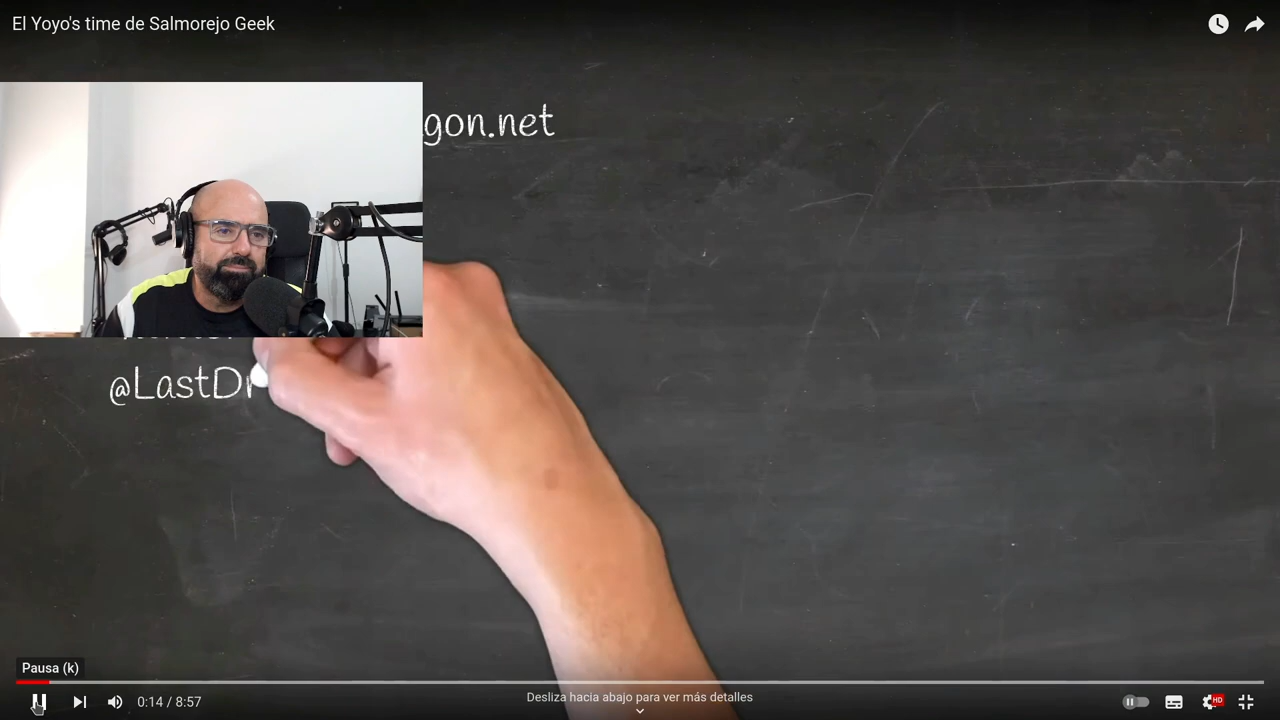 El Yoyo's time de Salmorejo Geek
gon.net
@LastDr
Pausa (k)
0:14 / 8:57
Desliza hacia abajo para ver más detalles
HD